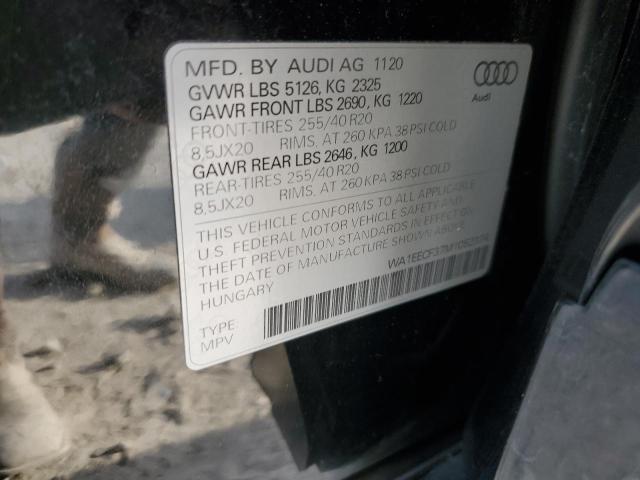 MFD. BY AUDI AG 1120
GVWR LBS 5126, KG 2325
GAWR FRONT LBS 2690, KG 1220
FRONT-TIRES 255/40 R20
8,5JX20 RIMS, AT 260 KPA 38 PSI COLD
GAWR REAR LBS 2646, KG 1200
REAR-TIRES 255/40 R20
8,5JX20 RIMS, AT 260 KPA 38 PSI COLD
THIS VEHICLE CONFORMS TO ALL APPLICABLE
U.S. FEDERAL MOTOR VEHICLE SAFETY AND
THEFT PREVENTION STANDARDS IN EFFECT ON
THE DATE OF MANUFACTURE SHOWN ABOVE
HUNGARY
TYPE
MPV
Audi